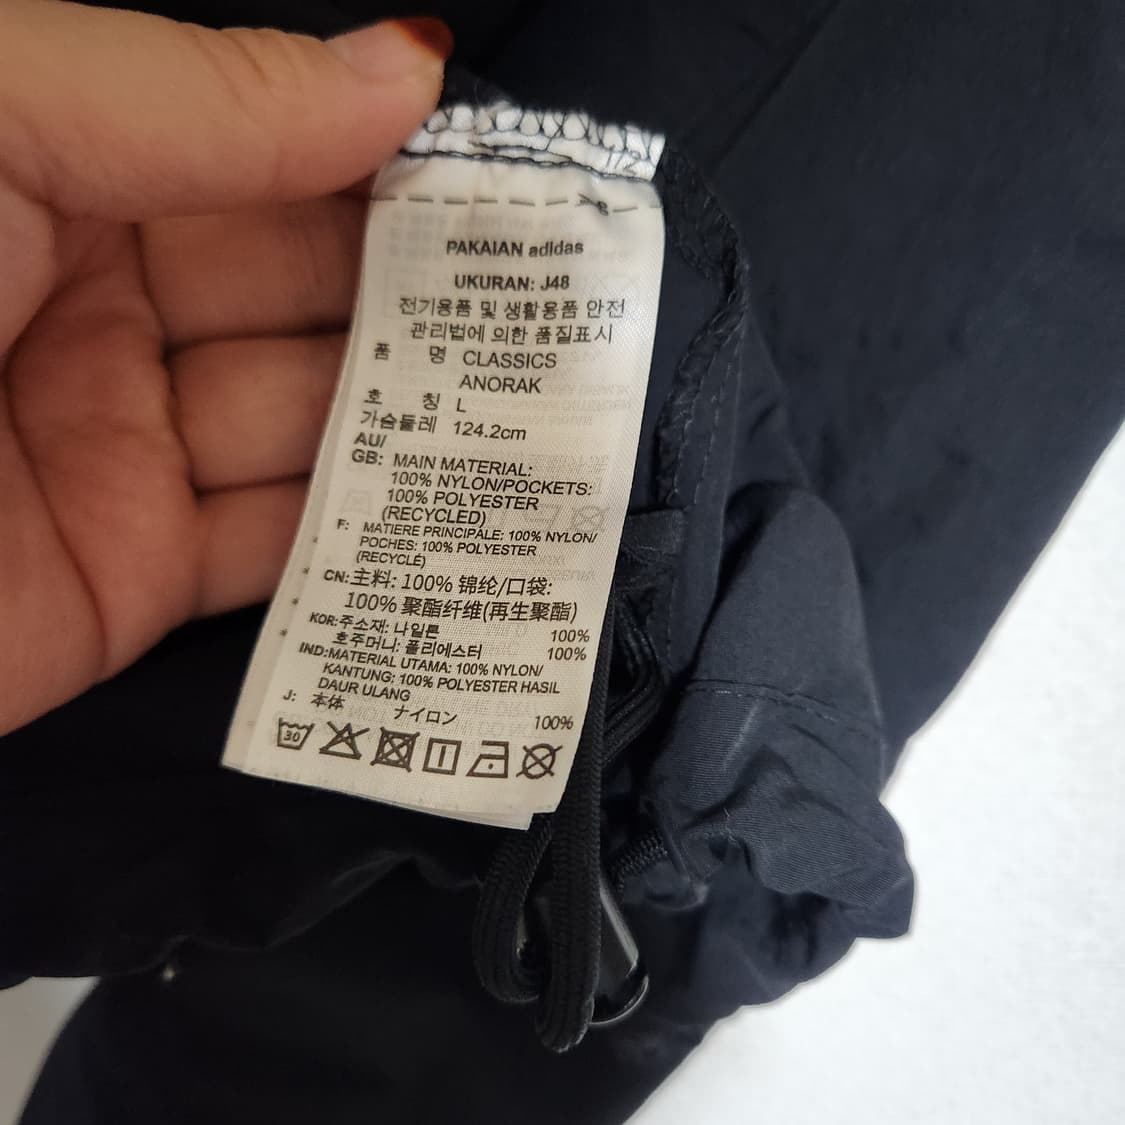 1/2
PAKAIAN adidas
UKURAN: J48
전기용품 및 생활용품 안전
관리법에 의한 품질표시
품 명 CLASSICS
ANORAK
호 칭 L
가슴둘레 124.2cm
AU/
GB: MAIN MATERIAL:
100% NYLON/POCKETS:
100% POLYESTER
(RECYCLED)
F: MATIERE PRINCIPALE: 100% NYLON/
POCHES: 100% POLYESTER
(RECYCLÉ)
CN:主料: 100% 锦纶/口袋:
100% 聚酯纤维(再生聚酯)
KOR:주소재: 나일론 100%
호주머니: 폴리에스터 100%
IND:MATERIAL UTAMA: 100% NYLON/
KANTUNG: 100% POLYESTER HASIL
DAUR ULANG
J: 本体 ナイロン 100%
30